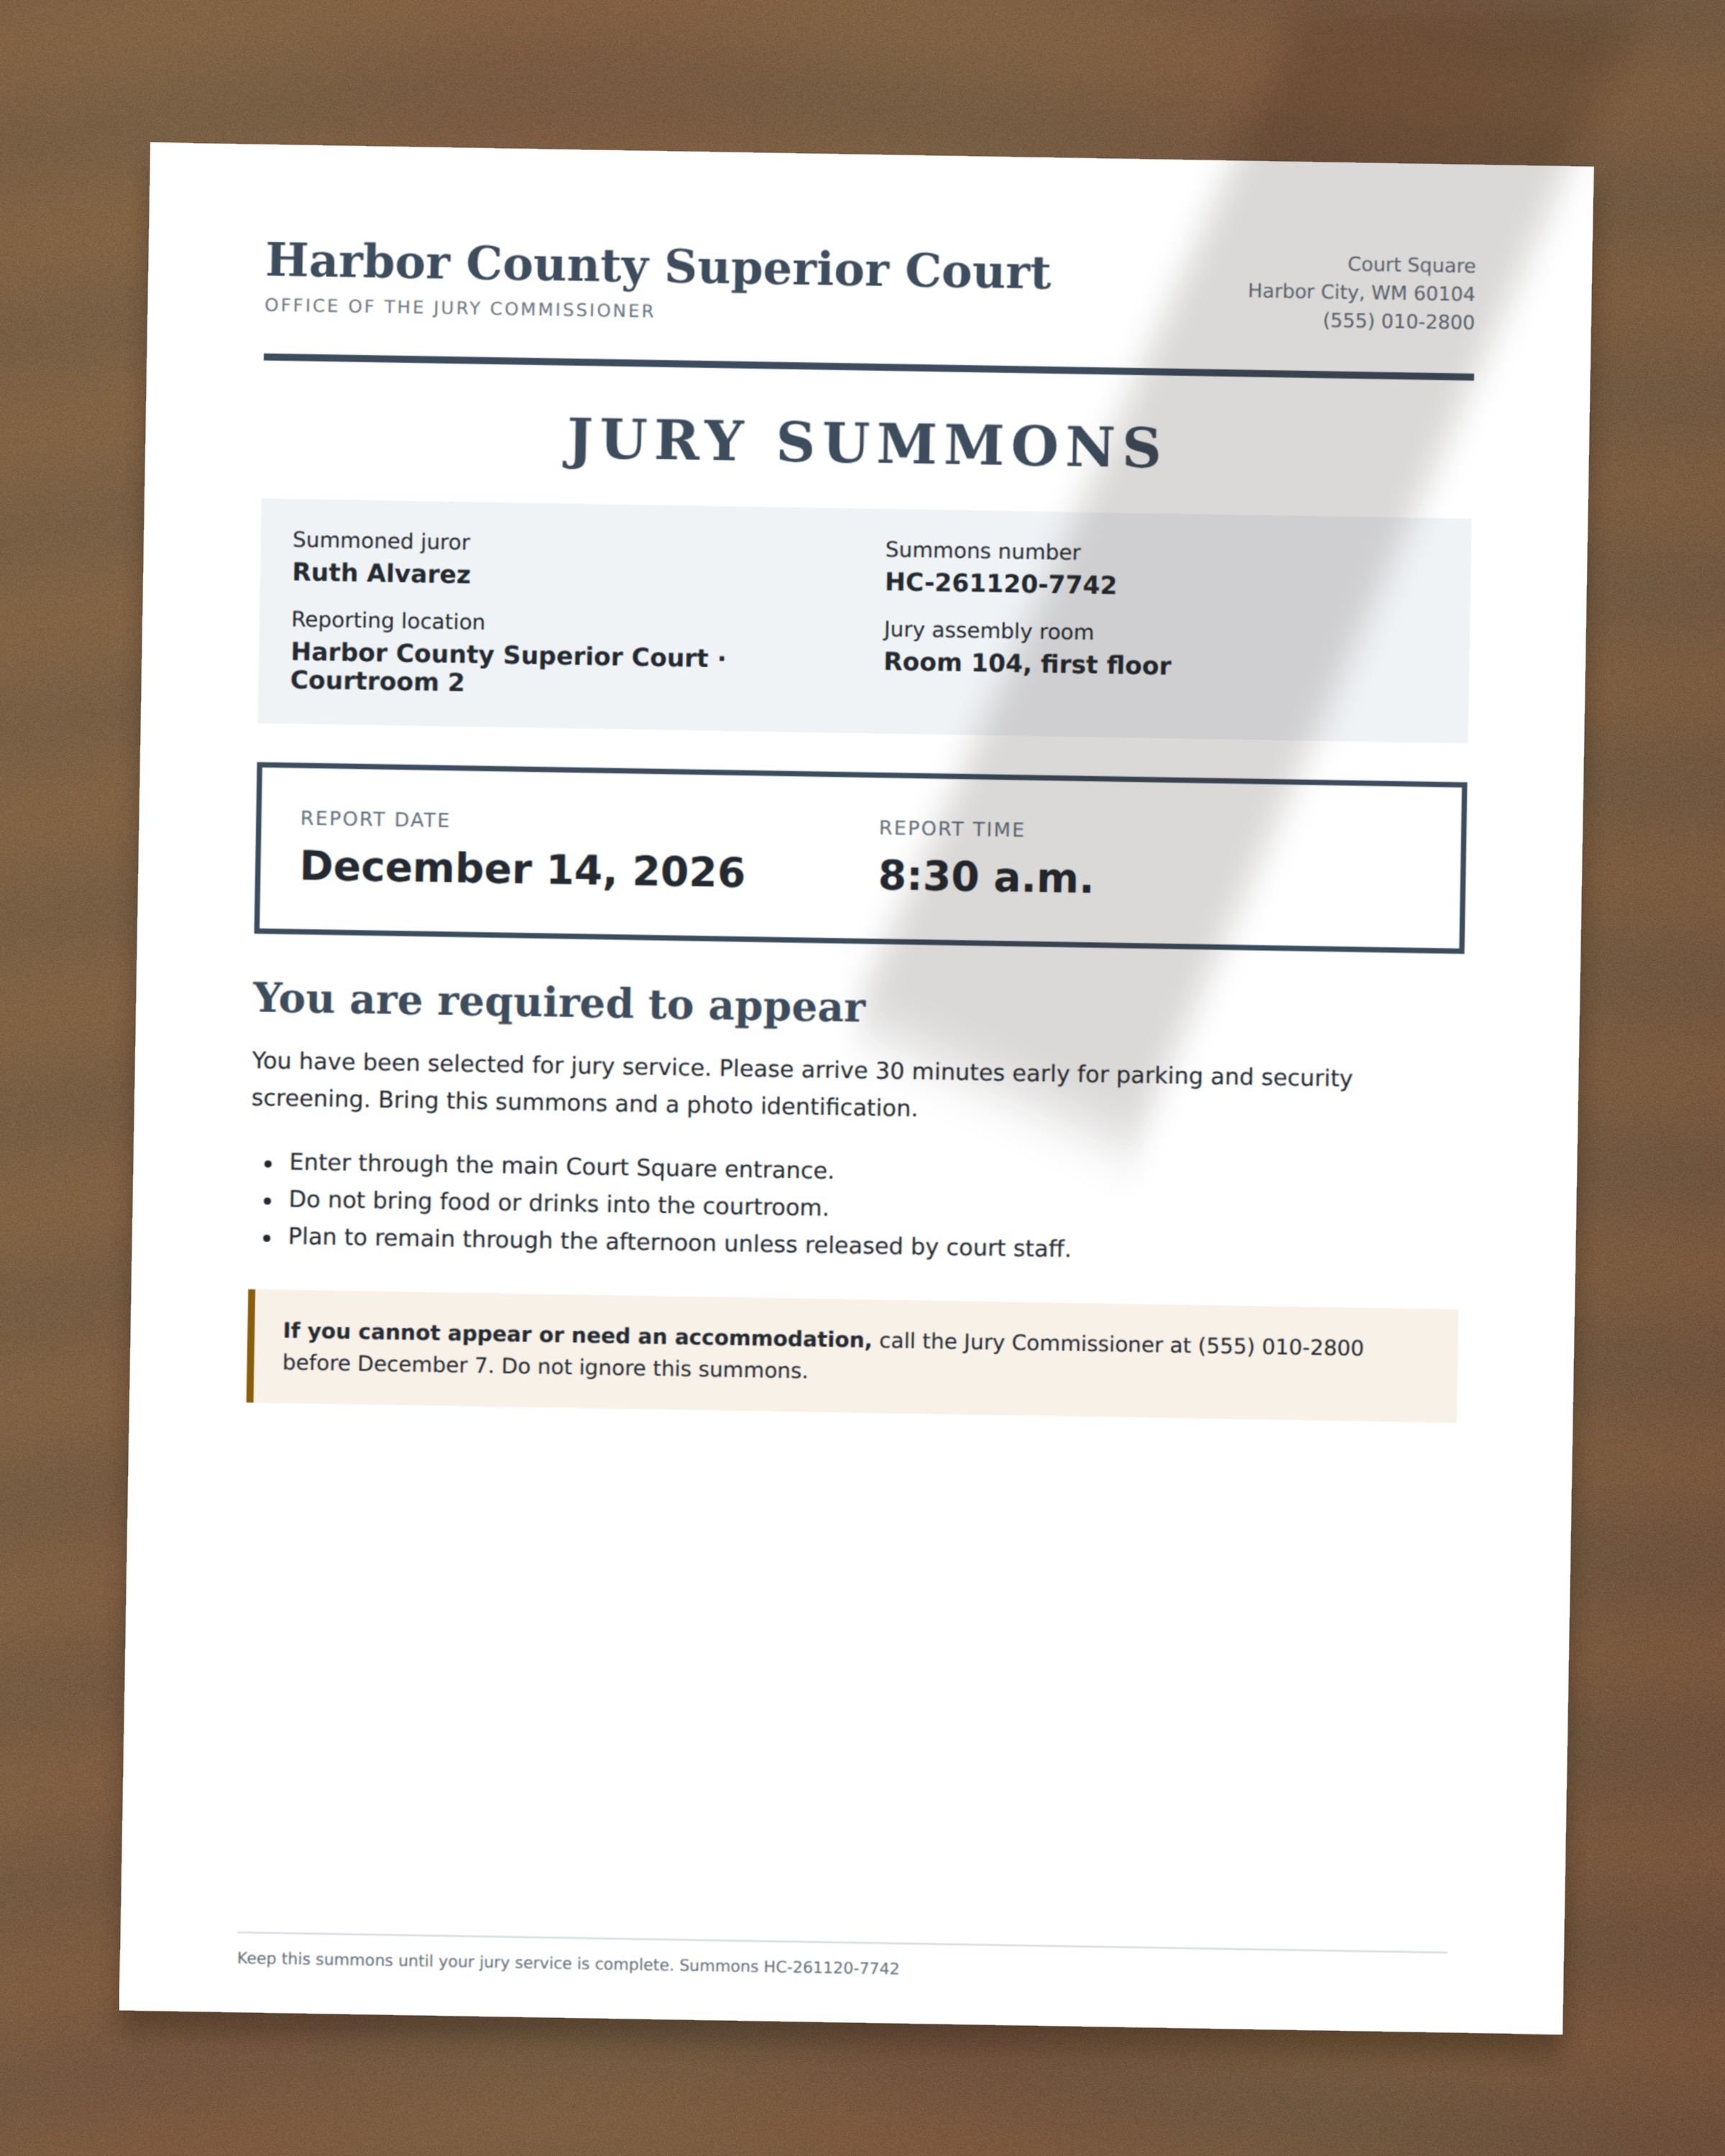 Harbor County Superior Court
OFFICE OF THE JURY COMMISSIONER
Court Square
Harbor City, WM 60104
(555) 010-2800
JURY SUMMONS
Summoned juror
Ruth Alvarez
Summons number
HC-261120-7742
Reporting location
Harbor County Superior Court ·
Courtroom 2
Jury assembly room
Room 104, first floor
REPORT DATE
December 14, 2026
REPORT TIME
8:30 a.m.
You are required to appear
You have been selected for jury service. Please arrive 30 minutes early for parking and security
screening. Bring this summons and a photo identification.
• Enter through the main Court Square entrance.
• Do not bring food or drinks into the courtroom.
• Plan to remain through the afternoon unless released by court staff.
If you cannot appear or need an accommodation, call the Jury Commissioner at (555) 010-2800
before December 7. Do not ignore this summons.
Keep this summons until your jury service is complete. Summons HC-261120-7742